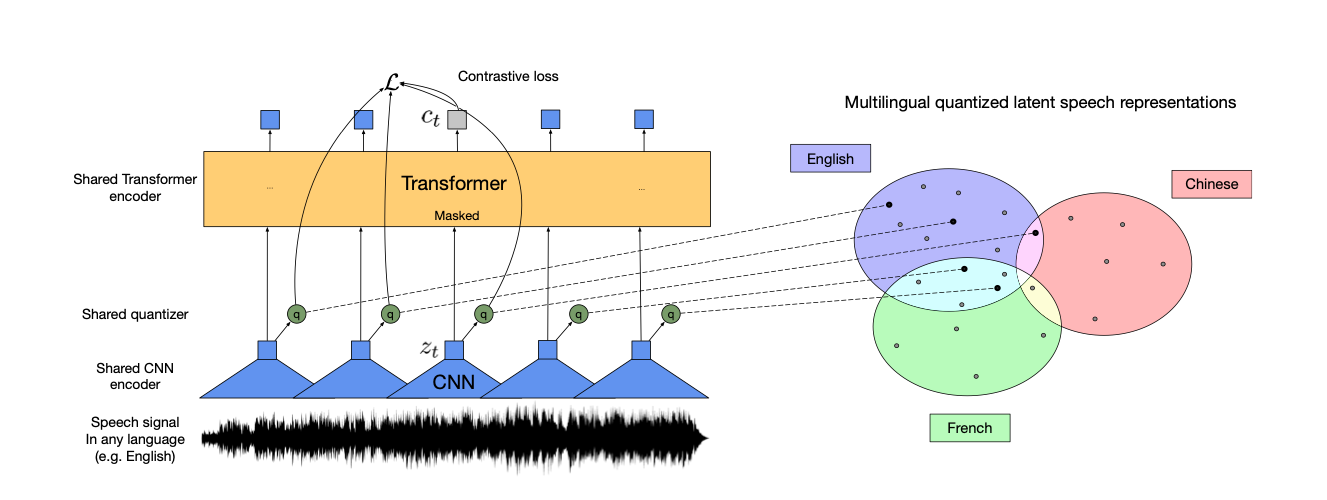 ℒ
Contrastive loss
c_t
Shared Transformer
encoder
...
Transformer
...
Masked
Shared quantizer
q
q
q
q
q
z_t
Shared CNN
encoder
CNN
Speech signal
In any language
(e.g. English)
Multilingual quantized latent speech representations
English
Chinese
French